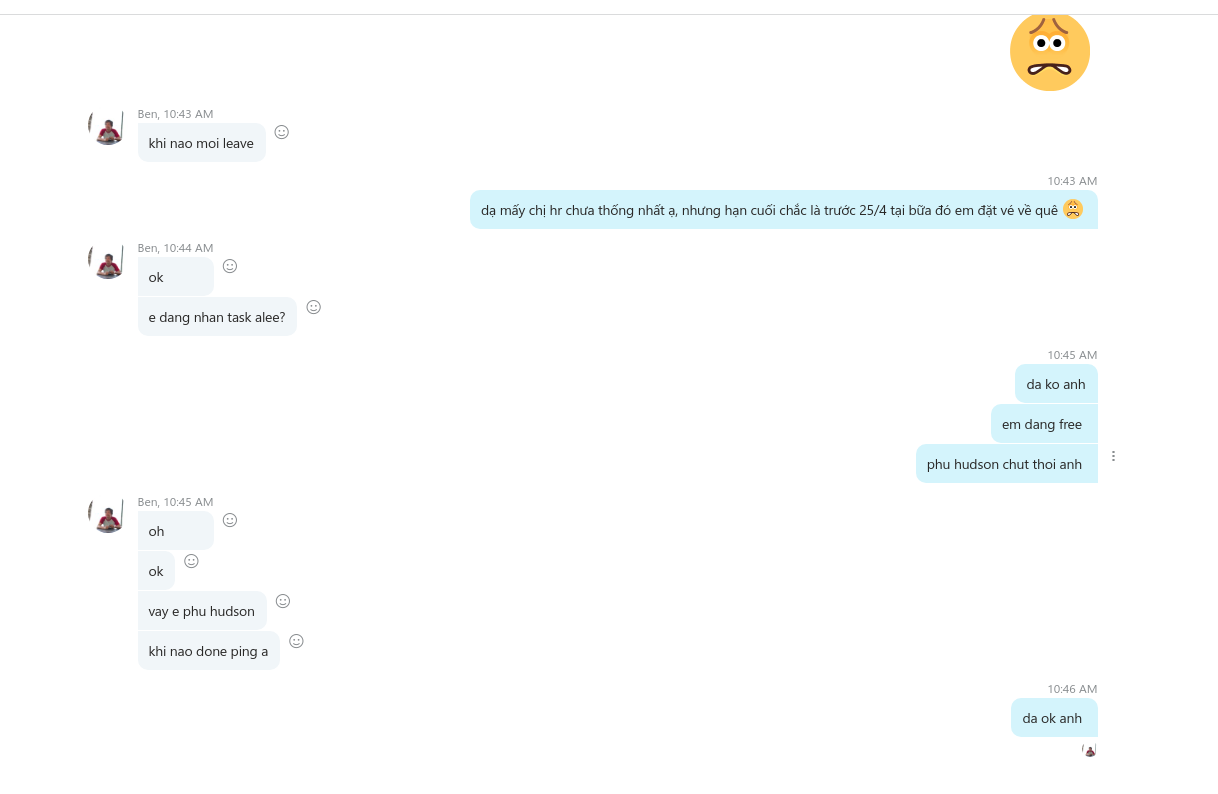 Ben, 10:43 AM
khi nao moi leave
10:43 AM
dạ mấy chị hr chưa thống nhất ạ, nhưng hạn cuối chắc là trước 25/4 tại bữa đó em đặt vé về quê
Ben, 10:44 AM
ok
e dang nhan task alee?
10:45 AM
da ko anh
em dang free
phu hudson chut thoi anh
Ben, 10:45 AM
oh
ok
vay e phu hudson
khi nao done ping a
10:46 AM
da ok anh